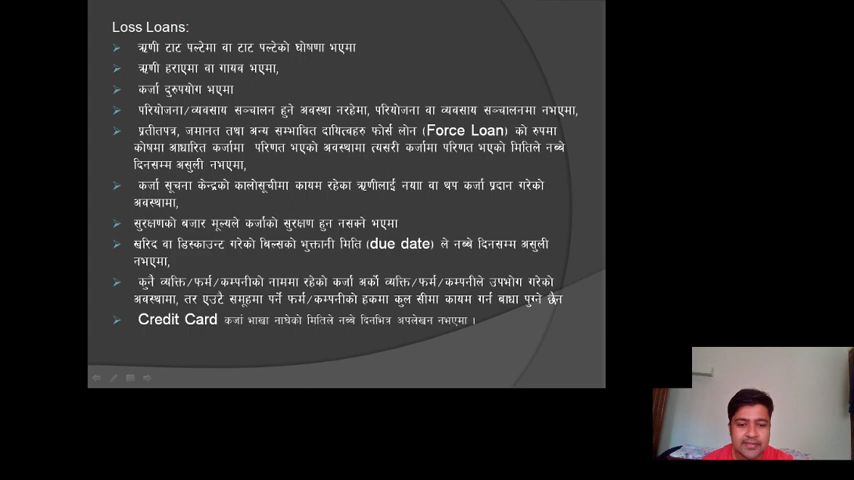 Loss Loans:
ऋणी टाट पल्टेमा वा टाट पल्टेको घोषणा भएमा
ऋणी हराएमा वा गायव भएमा,
कर्जा दुरुपयोग भएमा
परियोजना/व्यवसाय सञ्चालन हुने अवस्था नरहेमा, परियोजना वा व्यवसाय सञ्चालनमा नभएमा,
प्रतीतपत्र, जमानत तथा अन्य सम्भावित दायित्वहरु फोर्स लोन (Force Loan) को रुपमा
कोषमा आधारित कर्जामा परिणत भएको अवस्थामा त्यसरी कर्जामा परिणत भएको मितिले नब्बे
दिनसम्म असुली नभएमा,
कर्जा सूचना केन्द्रको कालोसूचीमा कायम रहेका ऋणीलाई नयाा वा थप कर्जा प्रदान गरेको
अवस्थामा,
सुरक्षणको बजार मूल्यले कर्जाको सुरक्षण हुन नसक्ने भएमा
खरिद वा डिस्काउन्ट गरेको बिल्सको भुक्तानी मिति (due date) ले नब्बे दिनसम्म असुली
नभएमा,
कुनै व्यक्ति/फर्म/कम्पनीको नाममा रहेको कर्जा अर्को व्यक्ति/फर्म/कम्पनीले उपभोग गरेको
अवस्थामा, तर एउटै समूहमा पर्ने फर्म/कम्पनीको हकमा कुल सीमा कायम गर्न बाधा पुग्ने छैन
Credit Card कर्जा भाखा नाघेको मितिले नब्बे दिनभित्र अपलेखन नभएमा ।